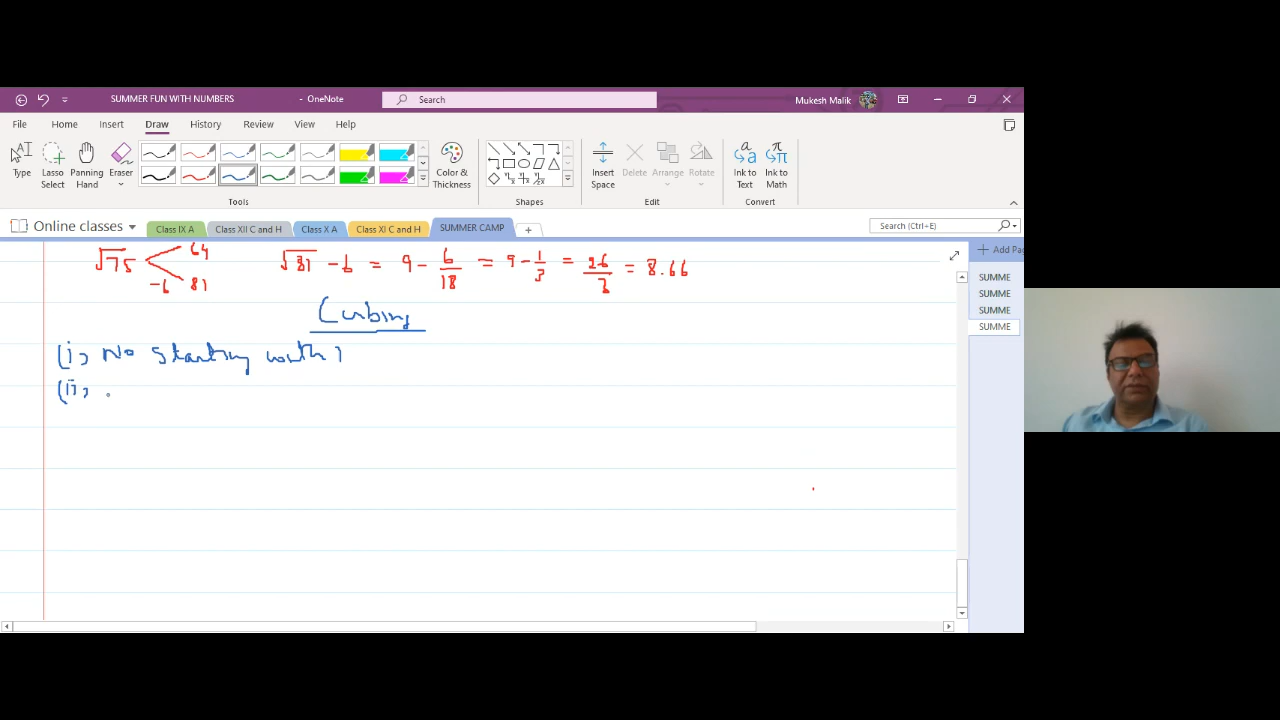 SUMMER FUN WITH NUMBERS - OneNote
Search
Mukesh Malik
File Home Insert Draw History Review View Help
Type
Lasso Select
Panning Hand
Eraser
Color & Thickness
Insert Space
Delete
Arrange
Rotate
Ink to Text
Ink to Math
Tools
Shapes
Edit
Convert
Online classes
Class IX A
Class XII C and H
Class X A
Class XI C and H
SUMMER CAMP
Search (Ctrl+E)
Add Pa
SUMME
SUMME
SUMME
SUMME
√75 < 64
-6 81
√81 - 6 = 9 - 6/18 = 9 - 1/3 = 26/3 = 8.66
Cubing
(i) No starting with 1
(ii)